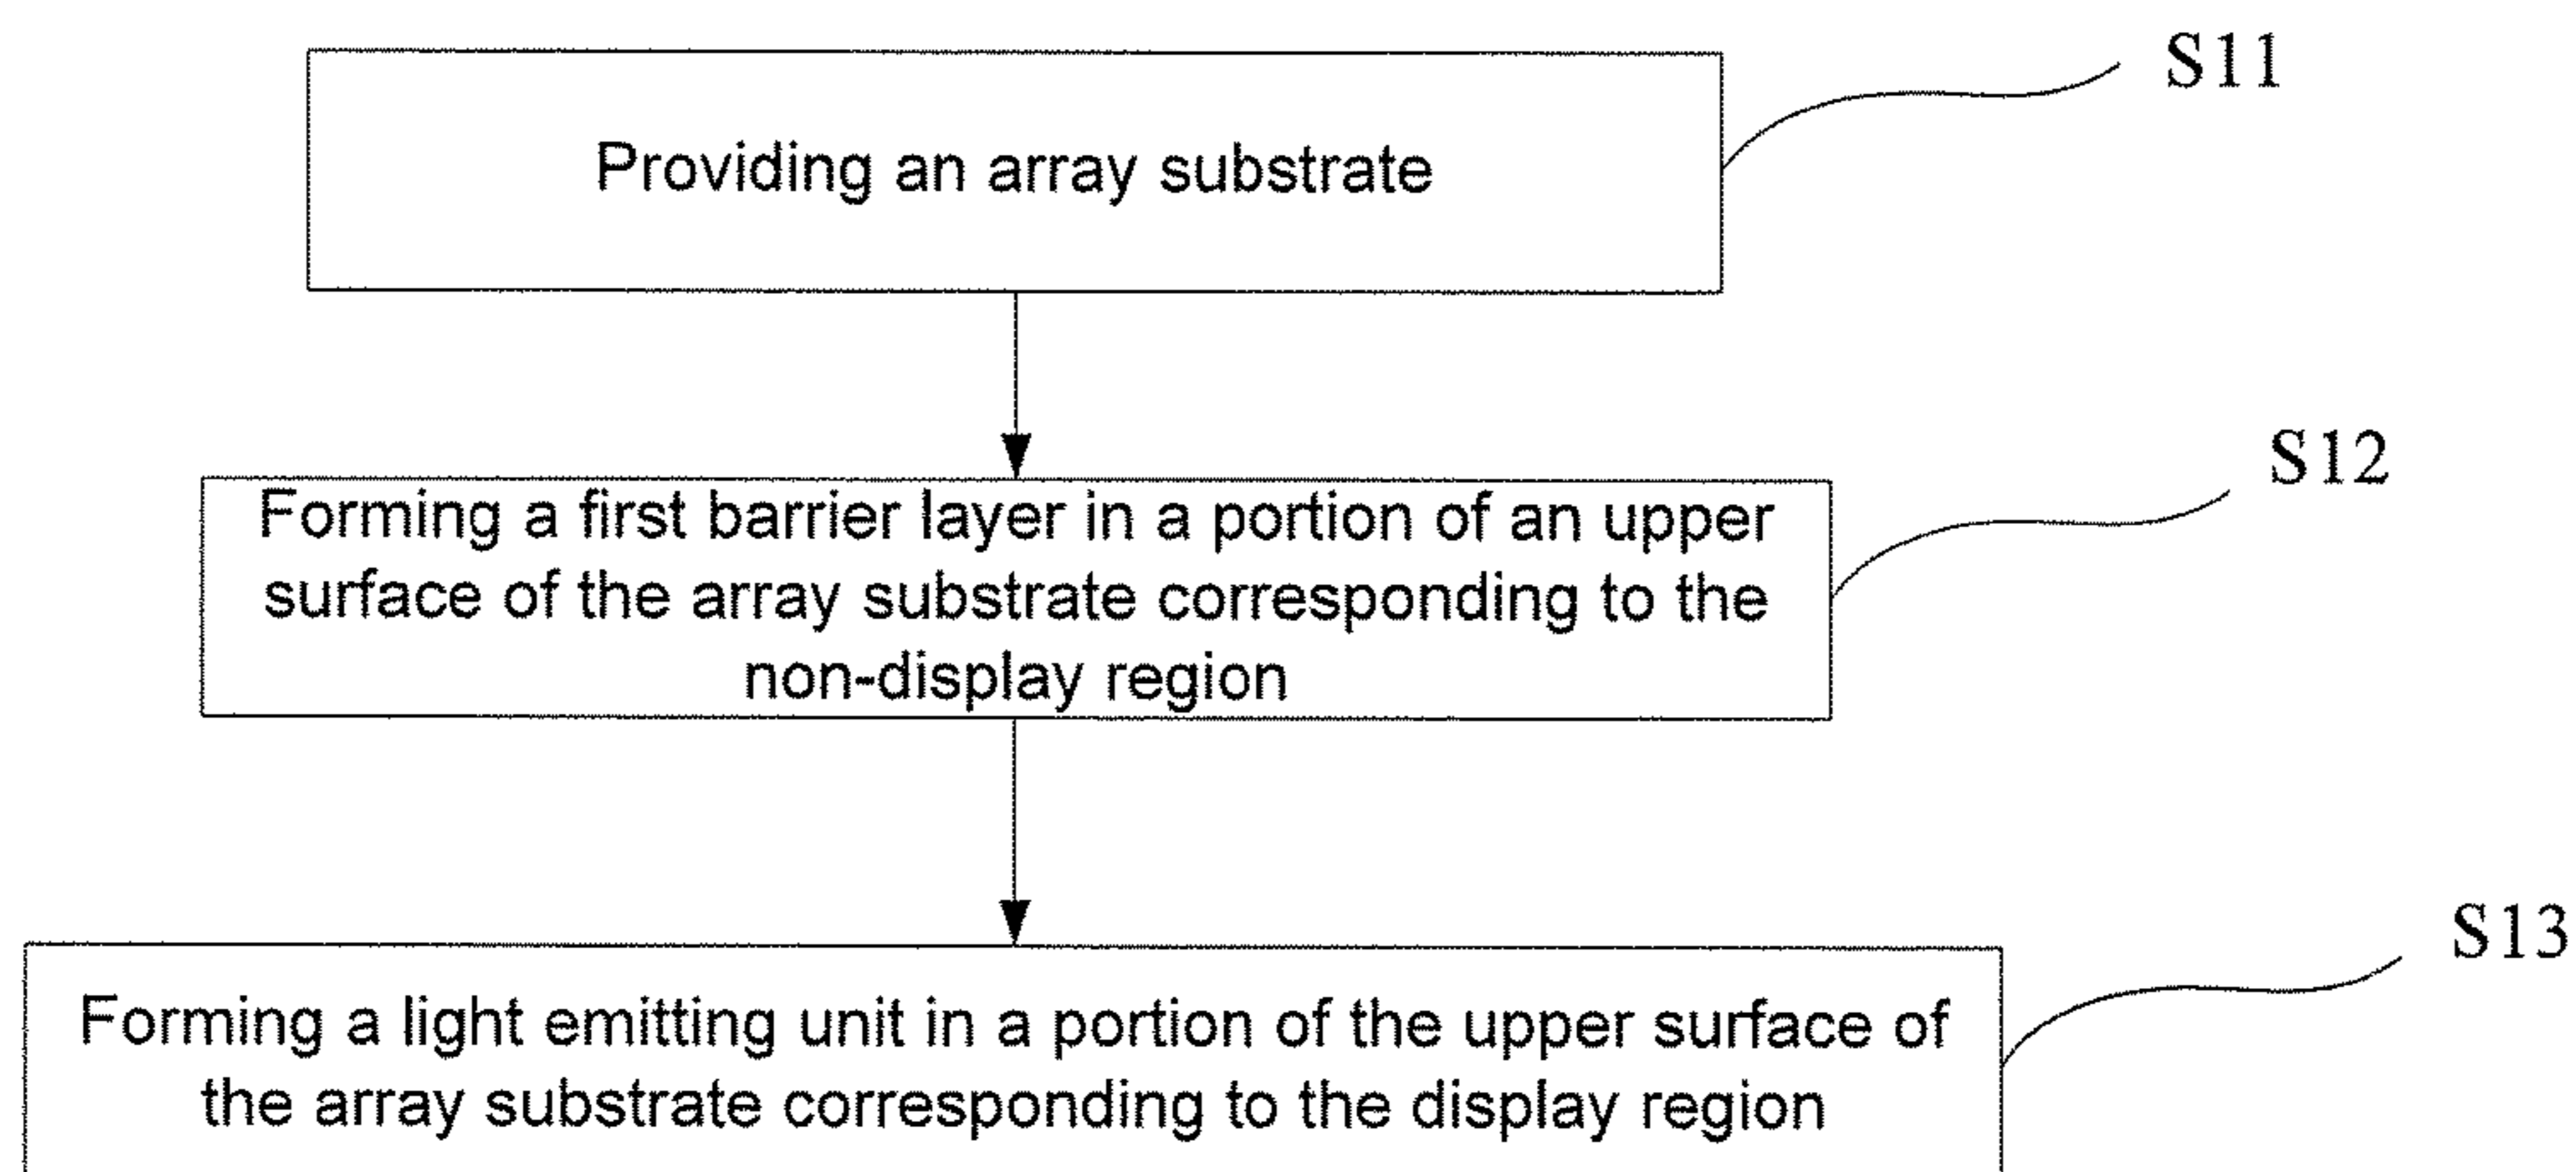 S11
Providing an array substrate
S12
Forming a first barrier layer in a portion of an upper
surface of the array substrate corresponding to the
non-display region
S13
Forming a light emitting unit in a portion of the upper surface of
the array substrate corresponding to the display region